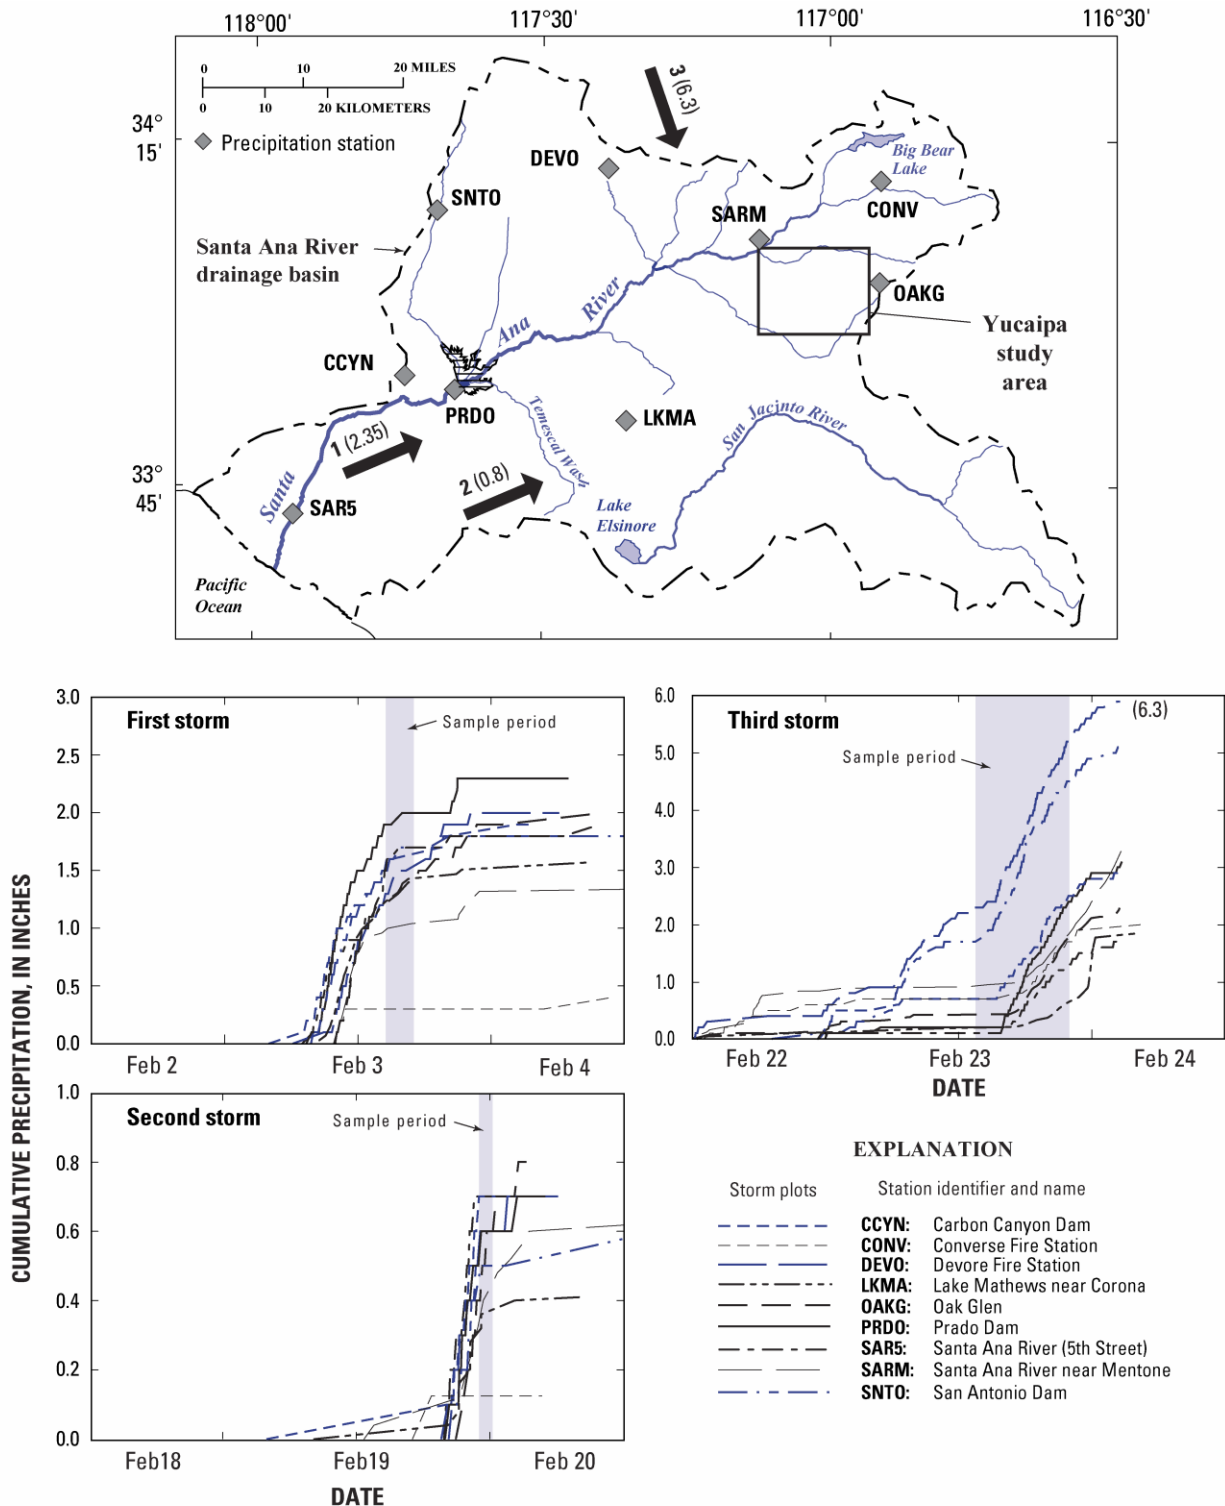 118°00'
117°30'
117°00'
116°30'
0 10 20 MILES
0 10 20 KILOMETERS
34°
15'
Precipitation station
3 (6.3)
DEVO
Big Bear
Lake
SNTO
SARM
CONV
Santa Ana River
drainage basin
OAKG
Santa Ana River
Yucaipa
study
area
CCYN
PRDO
LKMA
Temescal Wash
San Jacinto River
1 (2.35)
2 (0.8)
33°
45'
SAR5
Lake
Elsinore
Pacific
Ocean
CUMULATIVE PRECIPITATION, IN INCHES
3.0
2.5
2.0
1.5
1.0
0.5
0.0
First storm
Sample period
Feb 2 Feb 3 Feb 4
6.0
5.0
4.0
3.0
2.0
1.0
0.0
Third storm
(6.3)
Sample period
Feb 22 Feb 23 Feb 24
DATE
1.0
0.8
0.6
0.4
0.2
0.0
Second storm
Sample period
Feb18 Feb19 Feb 20
DATE
EXPLANATION
Storm plots Station identifier and name
CCYN: Carbon Canyon Dam
CONV: Converse Fire Station
DEVO: Devore Fire Station
LKMA: Lake Mathews near Corona
OAKG: Oak Glen
PRDO: Prado Dam
SAR5: Santa Ana River (5th Street)
SARM: Santa Ana River near Mentone
SNTO: San Antonio Dam